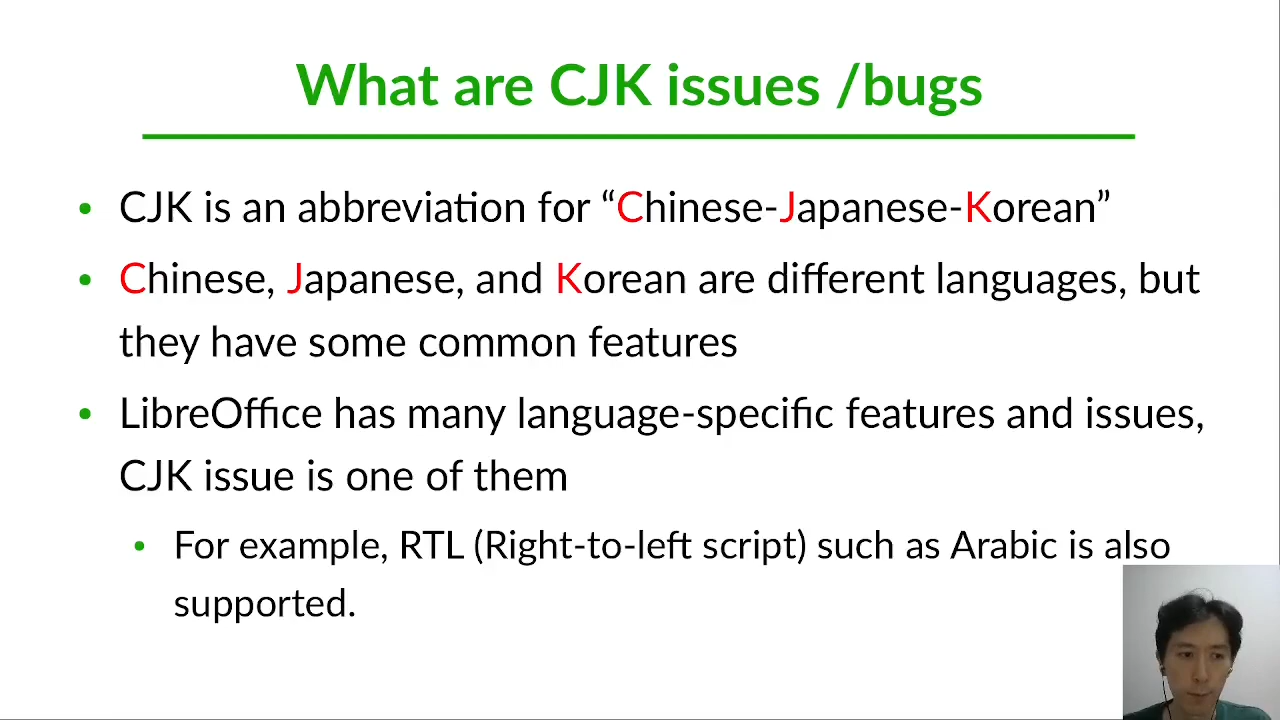 What are CJK issues /bugs
• CJK is an abbreviation for “Chinese-Japanese-Korean”
• Chinese, Japanese, and Korean are different languages, but
they have some common features
• LibreOffice has many language-specific features and issues,
CJK issue is one of them
• For example, RTL (Right-to-left script) such as Arabic is also
supported.